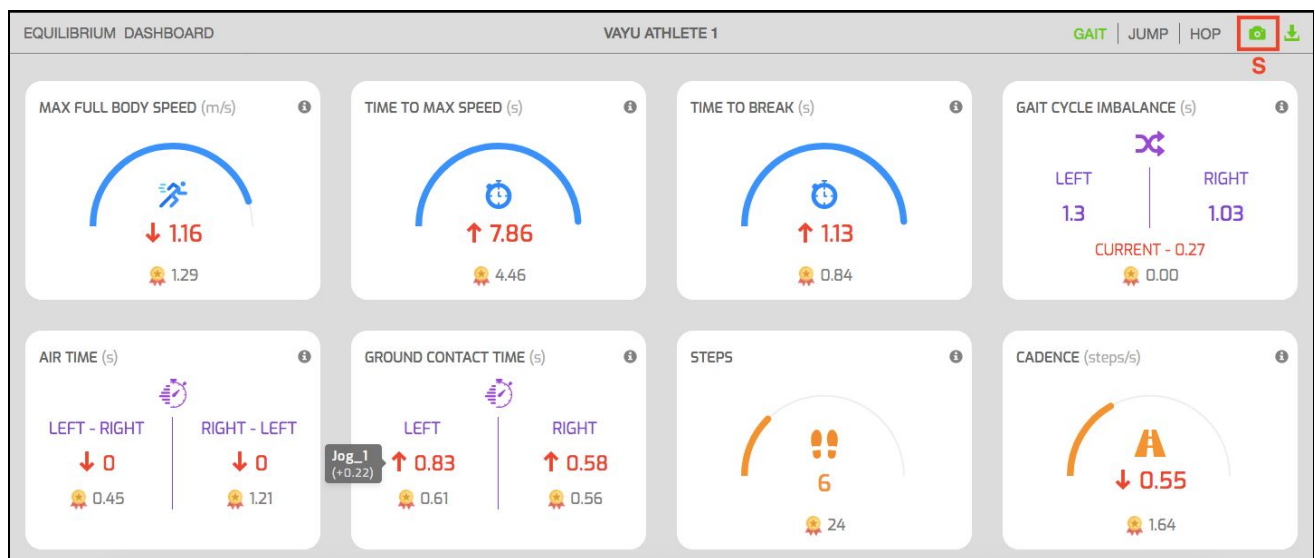 EQUILIBRIUM DASHBOARD
VAYU ATHLETE 1
GAIT | JUMP | HOP
S
MAX FULL BODY SPEED (m/s)
↓ 1.16
1.29
TIME TO MAX SPEED (s)
↑ 7.86
4.46
TIME TO BREAK (s)
↑ 1.13
0.84
GAIT CYCLE IMBALANCE (s)
LEFT RIGHT
1.3 1.03
CURRENT - 0.27
0.00
AIR TIME (s)
LEFT - RIGHT RIGHT - LEFT
↓ 0 ↓ 0
0.45 1.21
GROUND CONTACT TIME (s)
LEFT RIGHT
Jog_1
(+0.22)
↑ 0.83 ↑ 0.58
0.61 0.56
STEPS
6
24
CADENCE (steps/s)
↓ 0.55
1.64